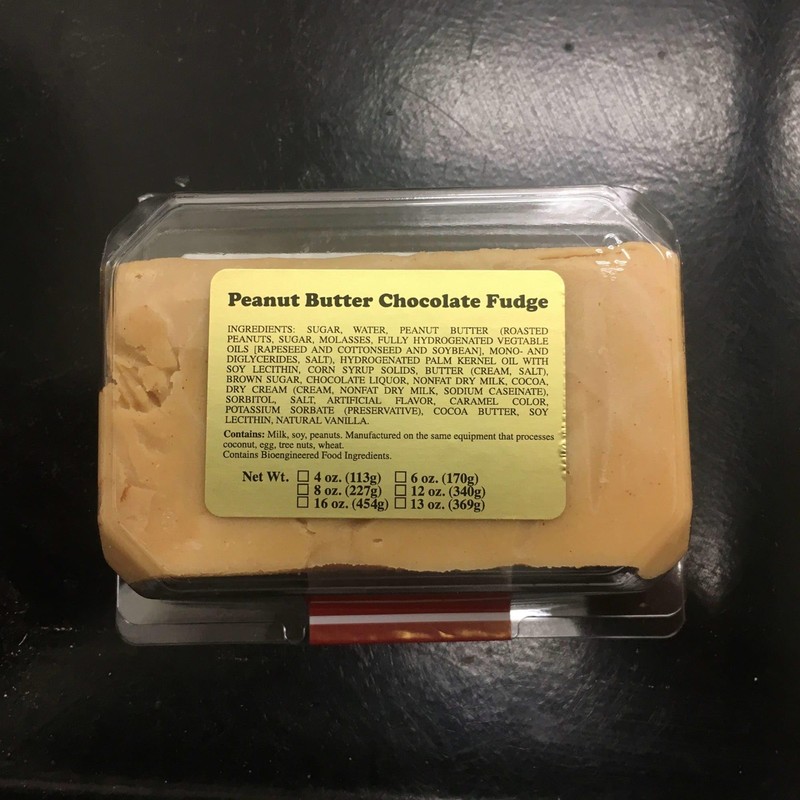 Peanut Butter Chocolate Fudge
INGREDIENTS: SUGAR, WATER, PEANUT BUTTER (ROASTED
PEANUTS, SUGAR, MOLASSES, FULLY HYDROGENATED VEGTABLE
OILS [RAPESEED AND COTTONSEED AND SOYBEAN], MONO- AND
DIGLYCERIDES, SALT), HYDROGENATED PALM KERNEL OIL WITH
SOY LECITHIN, CORN SYRUP SOLIDS, BUTTER (CREAM, SALT),
BROWN SUGAR, CHOCOLATE LIQUOR, NONFAT DRY MILK, COCOA,
DRY CREAM (CREAM, NONFAT DRY MILK, SODIUM CASEINATE),
SORBITOL, SALT, ARTIFICIAL FLAVOR, CARAMEL COLOR,
POTASSIUM SORBATE (PRESERVATIVE), COCOA BUTTER, SOY
LECITHIN, NATURAL VANILLA.
Contains: Milk, soy, peanuts. Manufactured on the same equipment that processes
coconut, egg, tree nuts, wheat.
Contains Bioengineered Food Ingredients.
Net Wt. ☐ 4 oz. (113g) ☐ 6 oz. (170g)
☐ 8 oz. (227g) ☐ 12 oz. (340g)
☐ 16 oz. (454g) ☐ 13 oz. (369g)